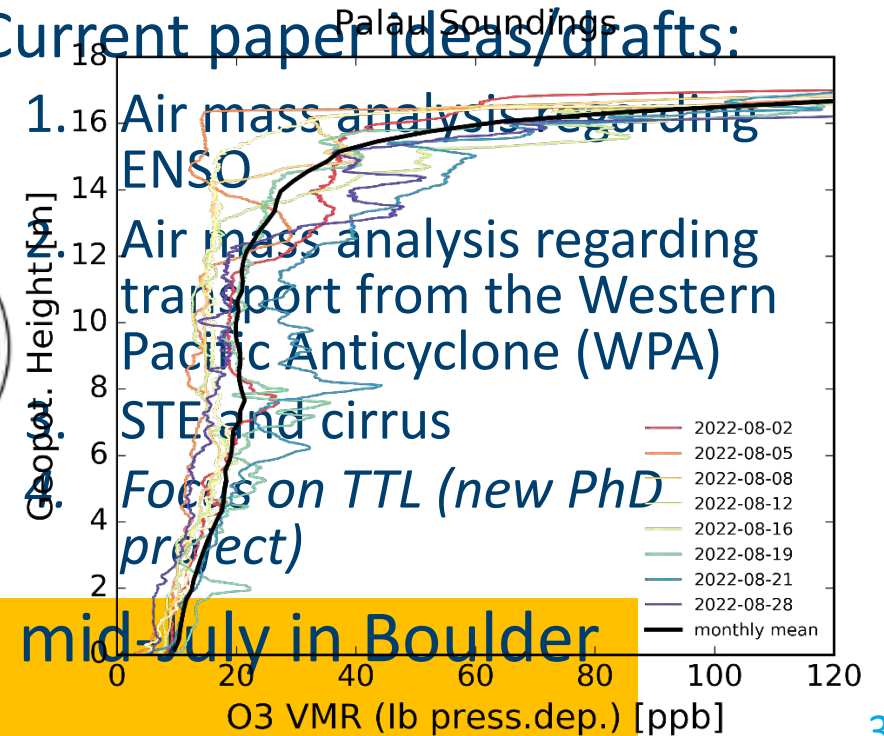 Palau Soundings
Current paper ideas/drafts:
1. Air mass analysis regarding
ENSO
2. Air mass analysis regarding
transport from the Western
Pacific Anticyclone (WPA)
3. STE and cirrus
4. Focus on TTL (new PhD
project)
mid-July in Boulder
Geopot. Height [m]
18
16
14
12
10
8
6
4
2
0
2022-08-02
2022-08-05
2022-08-08
2022-08-12
2022-08-16
2022-08-19
2022-08-21
2022-08-28
monthly mean
0 20 40 60 80 100 120
O3 VMR (Ib press.dep.) [ppb]
3